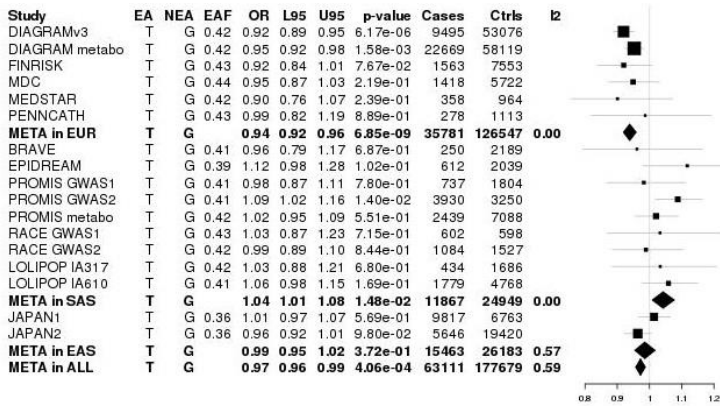 Study EA NEA EAF OR L95 U95 p-value Cases Ctrls I2
DIAGRAMv3 T G 0.42 0.92 0.89 0.95 6.17e-06 9495 53076
DIAGRAM metabo T G 0.42 0.95 0.92 0.98 1.58e-03 22669 58119
FINRISK T G 0.42 0.92 0.84 1.01 7.67e-02 1563 7553
MDC T G 0.44 0.95 0.87 1.03 2.19e-01 1418 5722
MEDSTAR T G 0.42 0.90 0.76 1.07 2.39e-01 358 964
PENNCATH T G 0.43 0.99 0.82 1.19 8.89e-01 278 1113
META in EUR T G 0.94 0.92 0.96 6.85e-09 35781 126547 0.00
BRAVE T G 0.41 0.96 0.79 1.17 6.87e-01 250 2189
EPIDREAM T G 0.39 1.12 0.98 1.28 1.02e-01 612 2039
PROMIS GWAS1 T G 0.41 0.98 0.87 1.11 7.80e-01 737 1804
PROMIS GWAS2 T G 0.41 1.09 1.02 1.16 1.40e-02 3930 3250
PROMIS metabo T G 0.42 1.02 0.95 1.09 5.51e-01 2439 7088
RACE GWAS1 T G 0.43 1.03 0.87 1.23 7.15e-01 602 598
RACE GWAS2 T G 0.42 0.99 0.89 1.10 8.44e-01 1084 1527
LOLIPOP IA317 T G 0.42 1.03 0.88 1.21 6.80e-01 434 1686
LOLIPOP IA610 T G 0.41 1.06 0.98 1.15 1.69e-01 1779 4768
META in SAS T G 1.04 1.01 1.08 1.48e-02 11867 24949 0.00
JAPAN1 T G 0.36 1.01 0.97 1.07 5.69e-01 9817 6763
JAPAN2 T G 0.36 0.96 0.92 1.01 9.80e-02 5646 19420
META in EAS T G 0.99 0.95 1.02 3.72e-01 15463 26183 0.57
META in ALL T G 0.97 0.96 0.99 4.06e-04 63111 177679 0.59
0.8 0.9 1 1.1 1.2